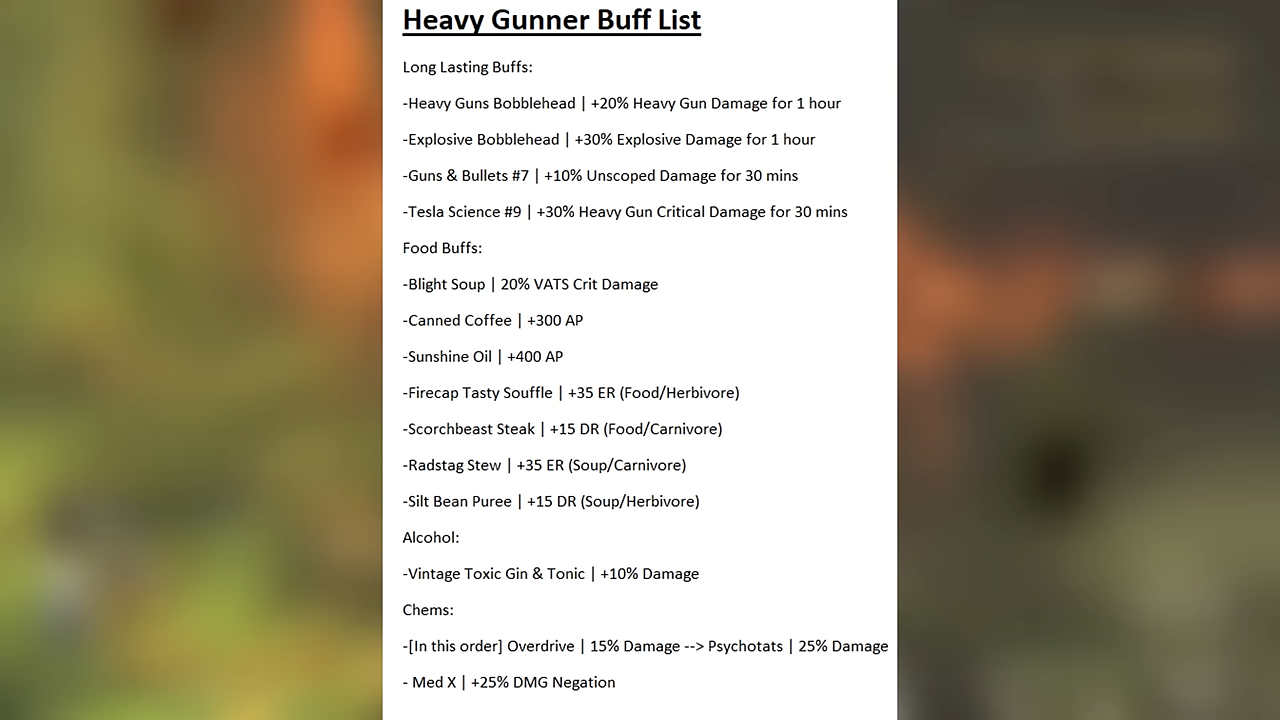 Heavy Gunner Buff List
Long Lasting Buffs:
-Heavy Guns Bobblehead | +20% Heavy Gun Damage for 1 hour
-Explosive Bobblehead | +30% Explosive Damage for 1 hour
-Guns & Bullets #7 | +10% Unscoped Damage for 30 mins
-Tesla Science #9 | +30% Heavy Gun Critical Damage for 30 mins
Food Buffs:
-Blight Soup | 20% VATS Crit Damage
-Canned Coffee | +300 AP
-Sunshine Oil | +400 AP
-Firecap Tasty Souffle | +35 ER (Food/Herbivore)
-Scorchbeast Steak | +15 DR (Food/Carnivore)
-Radstag Stew | +35 ER (Soup/Carnivore)
-Silt Bean Puree | +15 DR (Soup/Herbivore)
Alcohol:
-Vintage Toxic Gin & Tonic | +10% Damage
Chems:
-[In this order] Overdrive | 15% Damage --> Psychotats | 25% Damage
- Med X | +25% DMG Negation